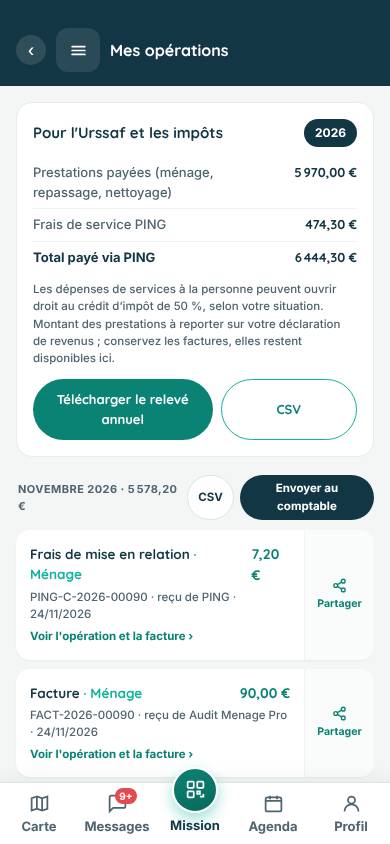 Mes opérations
Pour l'Urssaf et les impôts 2026
Prestations payées (ménage, 5 970,00 €
repassage, nettoyage)
Frais de service PING 474,30 €
Total payé via PING 6 444,30 €
Les dépenses de services à la personne peuvent ouvrir
droit au crédit d'impôt de 50 %, selon votre situation.
Montant des prestations à reporter sur votre déclaration
de revenus ; conservez les factures, elles restent
disponibles ici.
Télécharger le relevé
annuel
CSV
NOVEMBRE 2026 · 5 578,20
€
CSV
Envoyer au
comptable
Frais de mise en relation · 7,20
Ménage €
PING-C-2026-00090 · reçu de PING ·
24/11/2026
Voir l'opération et la facture ›
Partager
Facture · Ménage 90,00 €
FACT-2026-00090 · reçu de Audit Menage Pro
· 24/11/2026
Voir l'opération et la facture ›
Partager
9+
Carte Messages Mission Agenda Profil